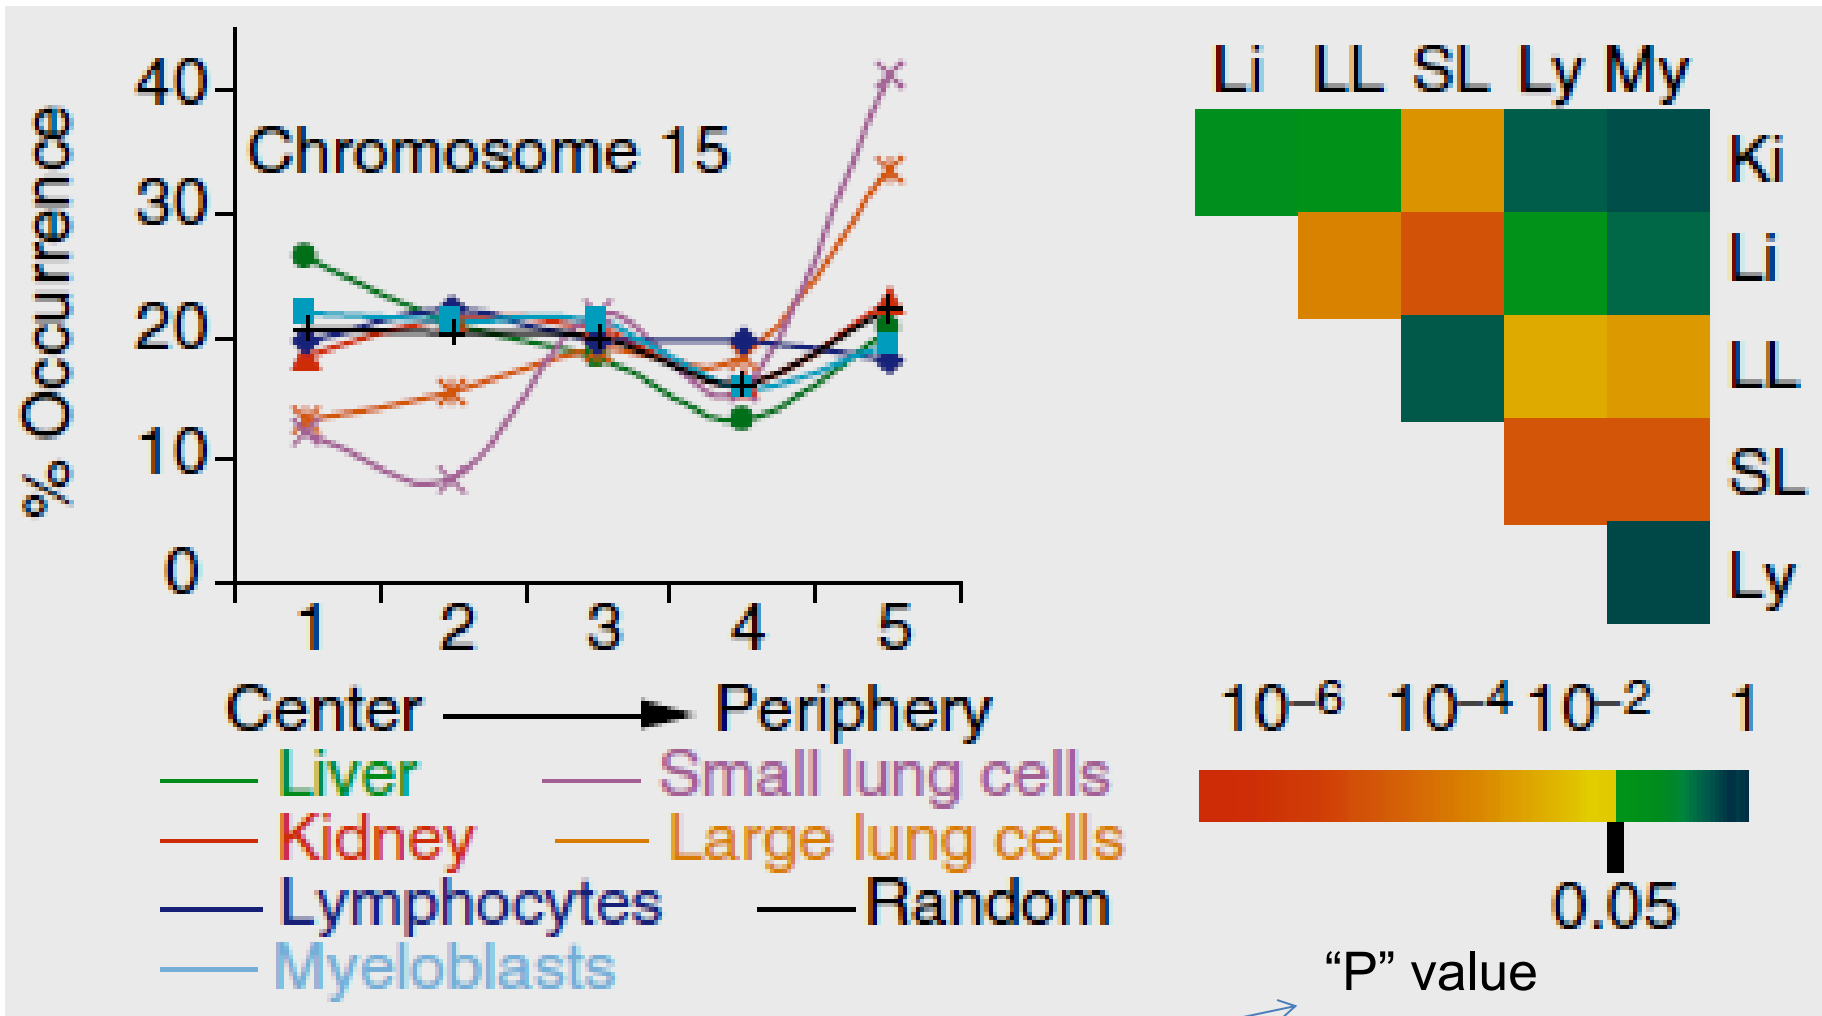 % Occurrence
40
30
20
10
0
Chromosome 15
1 2 3 4 5
Center Periphery
Liver Small lung cells
Kidney Large lung cells
Lymphocytes Random
Myeloblasts
Li LL SL Ly My
Ki
Li
LL
SL
Ly
10⁻⁶ 10⁻⁴ 10⁻² 1
0.05
“P” value